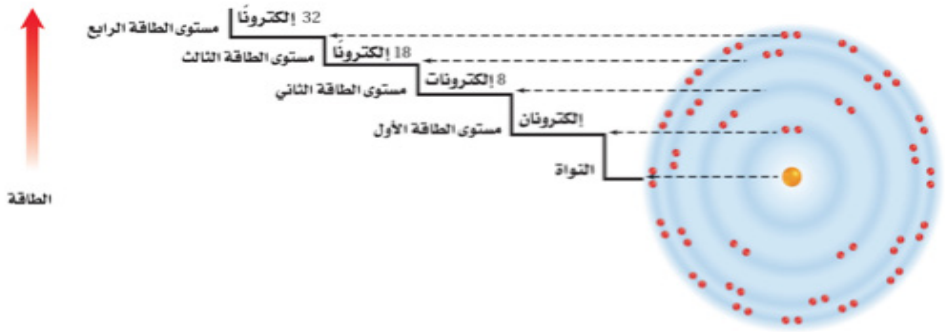 32 إلكترونًا
مستوى الطاقة الرابع
18 إلكترونًا
مستوى الطاقة الثالث
8 إلكترونات
مستوى الطاقة الثاني
إلكترونان
مستوى الطاقة الأول
النواة
الطاقة